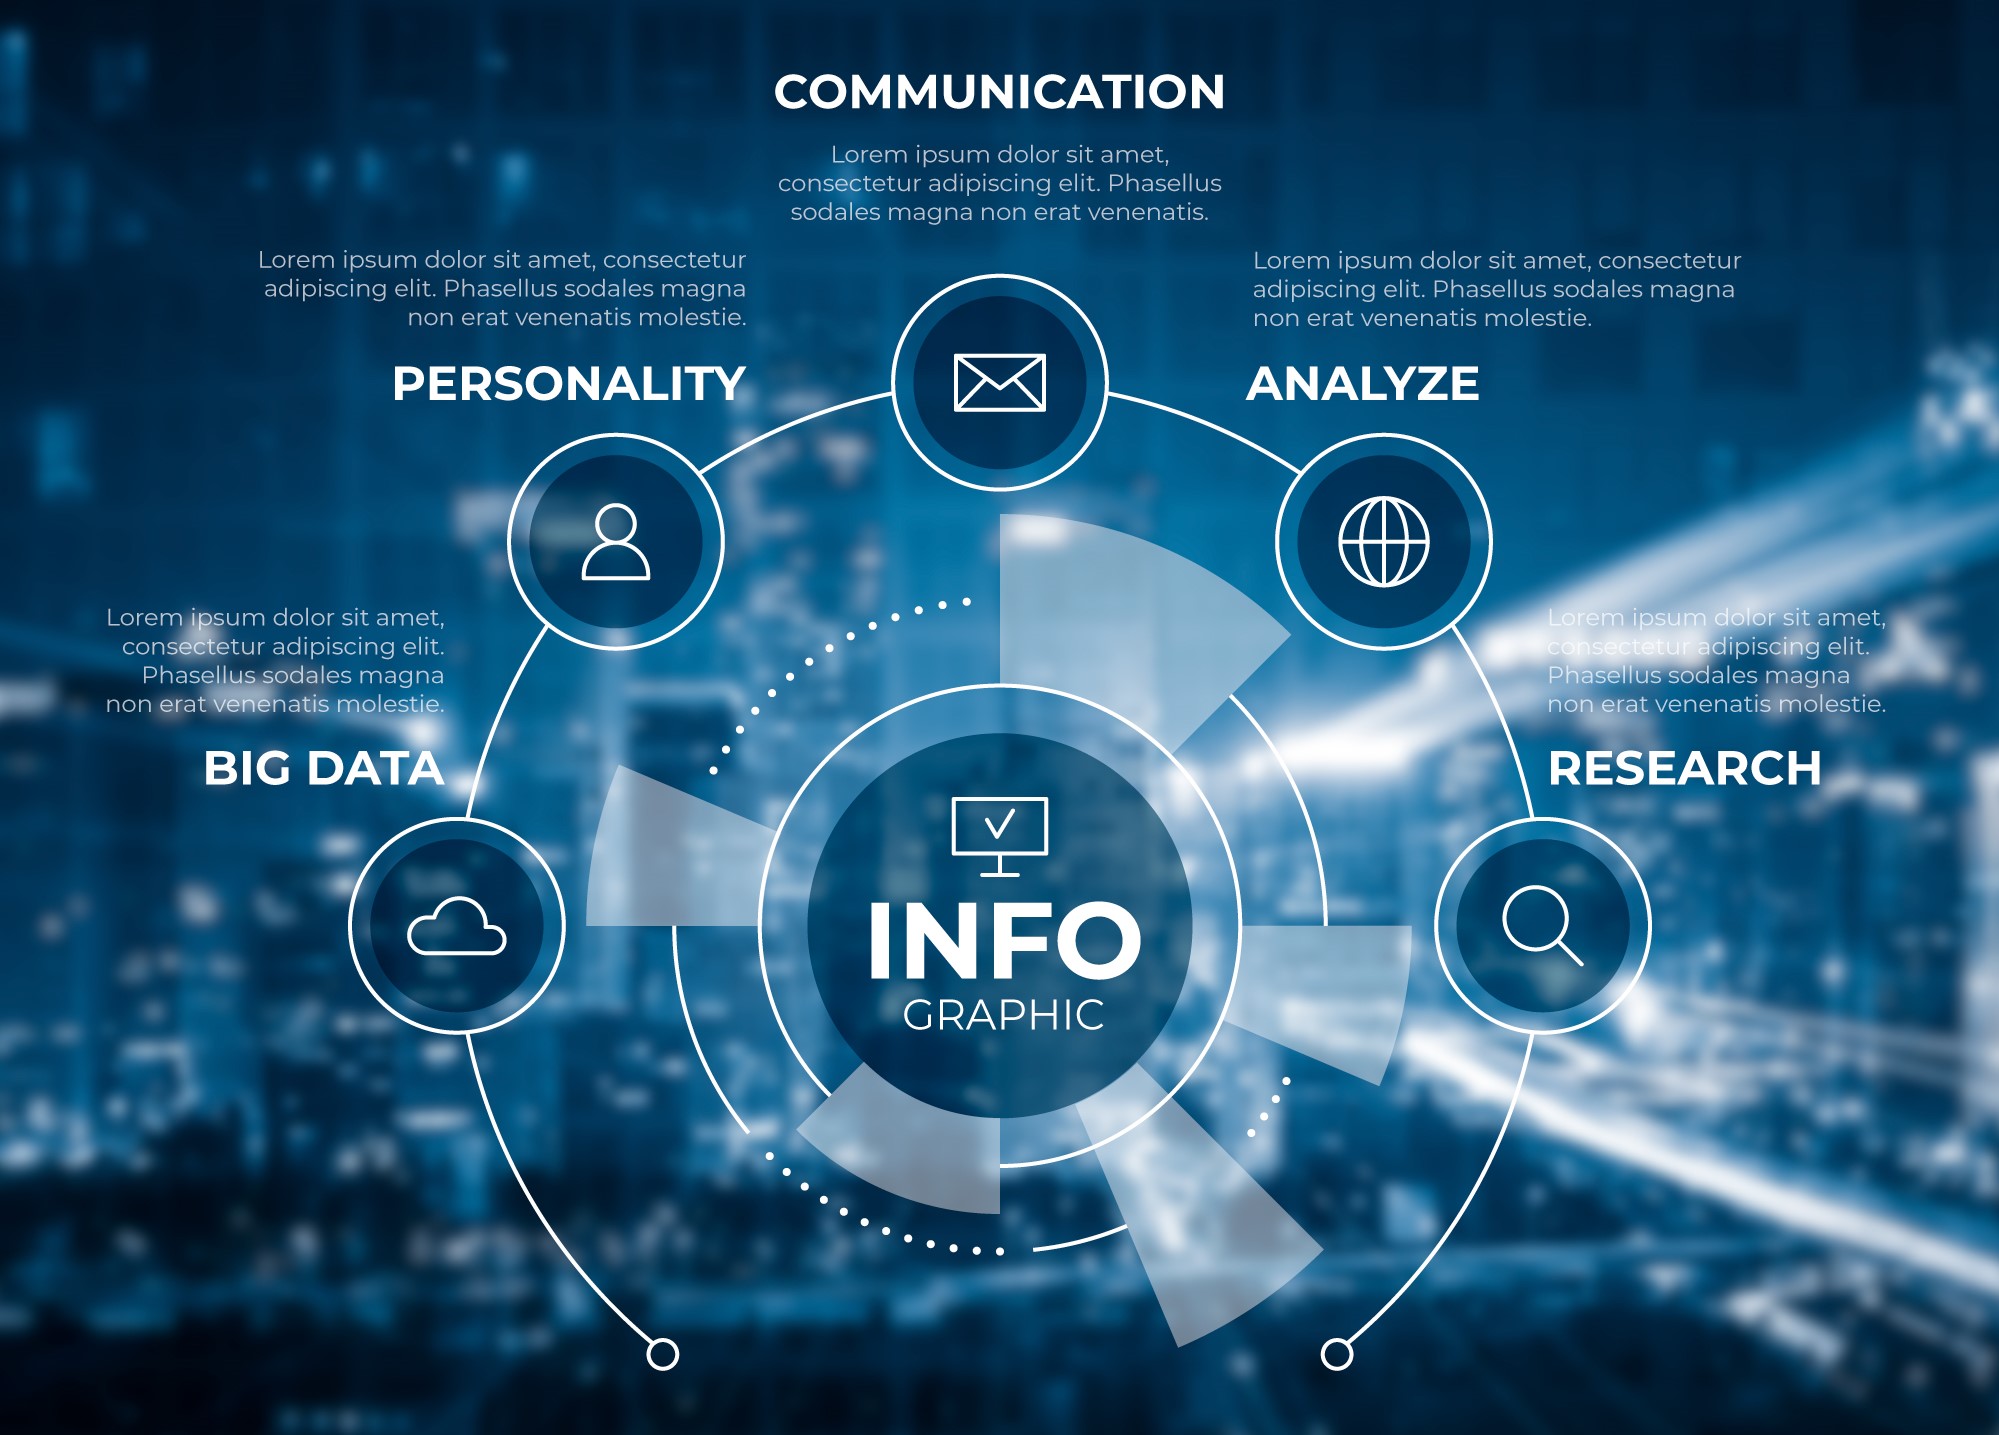 COMMUNICATION
Lorem ipsum dolor sit amet,
consectetur adipiscing elit. Phasellus
sodales magna non erat venenatis.
Lorem ipsum dolor sit amet, consectetur
adipiscing elit. Phasellus sodales magna
non erat venenatis molestie.
PERSONALITY
Lorem ipsum dolor sit amet, consectetur
adipiscing elit. Phasellus sodales magna
non erat venenatis molestie.
ANALYZE
Lorem ipsum dolor sit amet,
consectetur adipiscing elit.
Phasellus sodales magna
non erat venenatis molestie.
BIG DATA
Lorem ipsum dolor sit amet,
consectetur adipiscing elit.
Phasellus sodales magna
non erat venenatis molestie.
RESEARCH
INFO
GRAPHIC